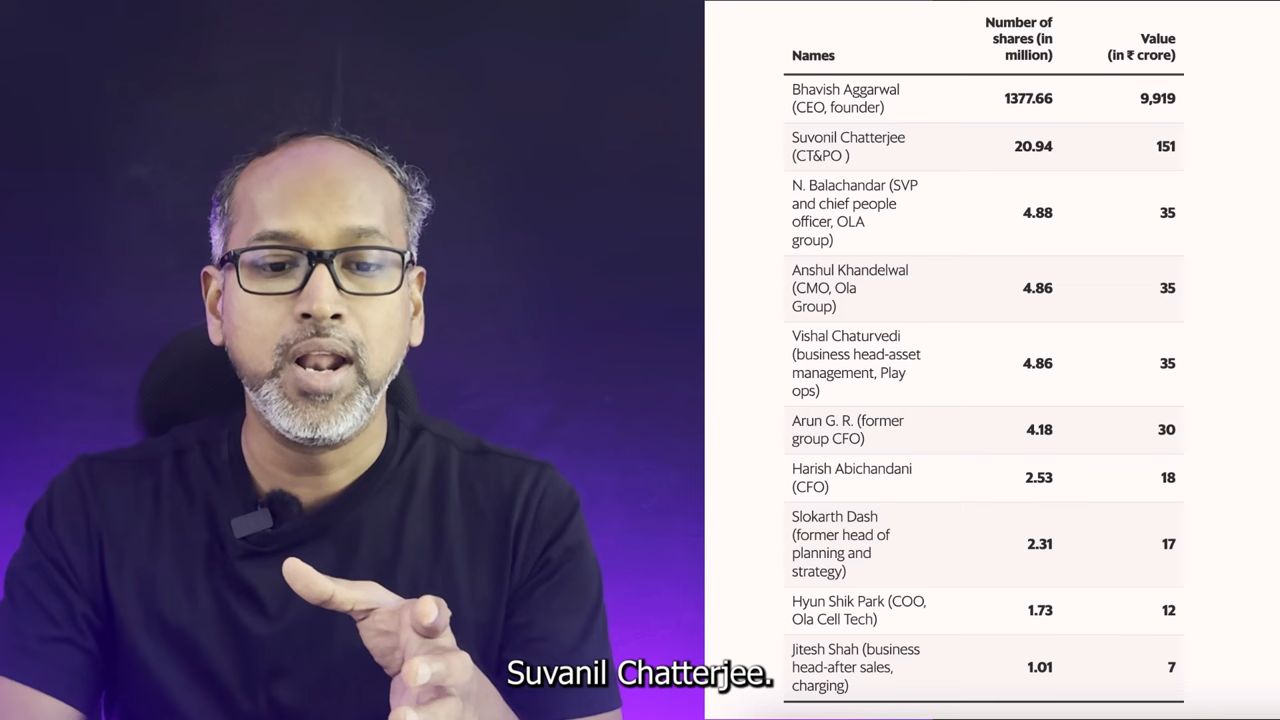 Names
Number of
shares (in
million)
Value
(in ₹ crore)
Bhavish Aggarwal
(CEO, founder)
1377.66
9,919
Suvonil Chatterjee
(CT&PO )
20.94
151
N. Balachandar (SVP
and chief people
officer, OLA
group)
4.88
35
Anshul Khandelwal
(CMO, Ola
Group)
4.86
35
Vishal Chaturvedi
(business head-asset
management, Play
ops)
4.86
35
Arun G. R. (former
group CFO)
4.18
30
Harish Abichandani
(CFO)
2.53
18
Slokarth Dash
(former head of
planning and
strategy)
2.31
17
Hyun Shik Park (COO,
Ola Cell Tech)
1.73
12
Jitesh Shah (business
head-after sales,
charging)
1.01
7
Suvanil Chatterjee.